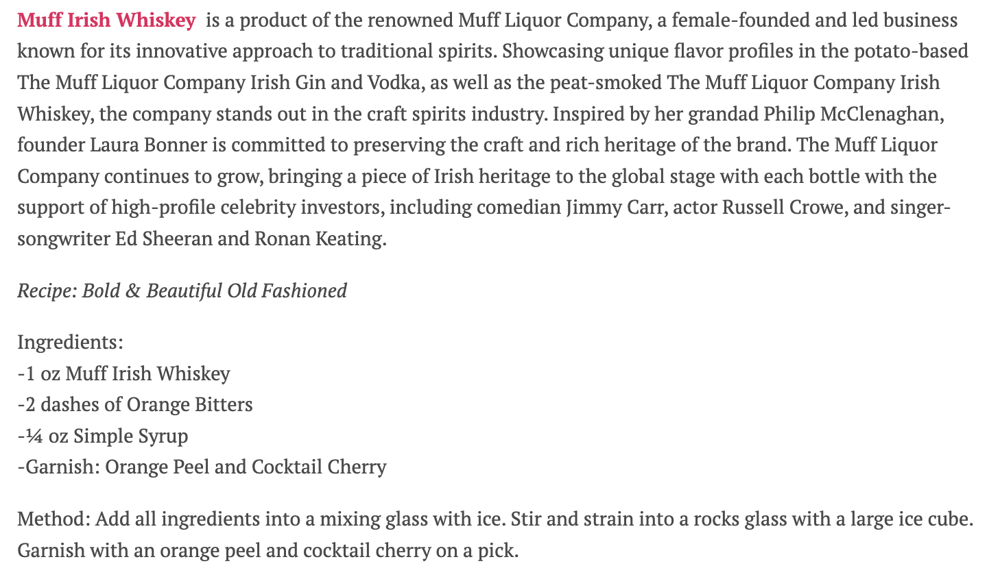 Muff Irish Whiskey is a product of the renowned Muff Liquor Company, a female-founded and led business
known for its innovative approach to traditional spirits. Showcasing unique flavor profiles in the potato-based
The Muff Liquor Company Irish Gin and Vodka, as well as the peat-smoked The Muff Liquor Company Irish
Whiskey, the company stands out in the craft spirits industry. Inspired by her grandad Philip McClenaghan,
founder Laura Bonner is committed to preserving the craft and rich heritage of the brand. The Muff Liquor
Company continues to grow, bringing a piece of Irish heritage to the global stage with each bottle with the
support of high-profile celebrity investors, including comedian Jimmy Carr, actor Russell Crowe, and singer-
songwriter Ed Sheeran and Ronan Keating.
Recipe: Bold & Beautiful Old Fashioned
Ingredients:
-1 oz Muff Irish Whiskey
-2 dashes of Orange Bitters
-¼ oz Simple Syrup
-Garnish: Orange Peel and Cocktail Cherry
Method: Add all ingredients into a mixing glass with ice. Stir and strain into a rocks glass with a large ice cube.
Garnish with an orange peel and cocktail cherry on a pick.